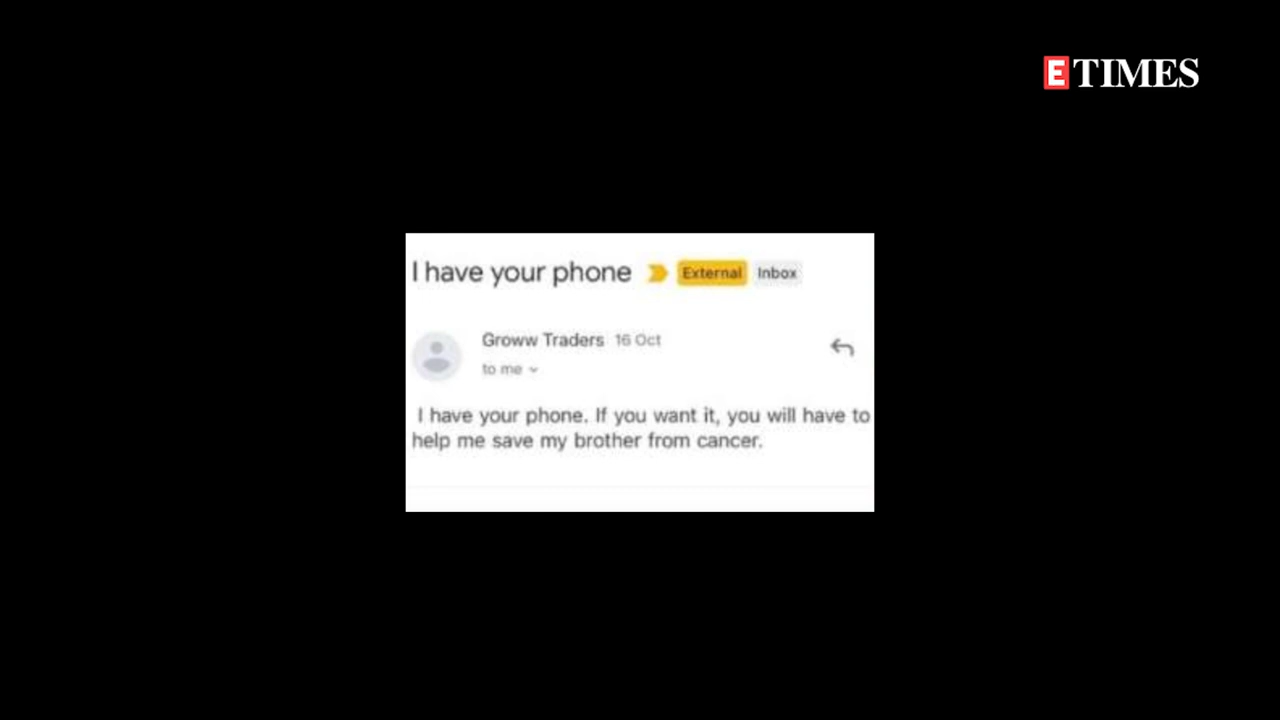 E TIMES
I have your phone External Inbox
Groww Traders 16 Oct
to me
I have your phone. If you want it, you will have to
help me save my brother from cancer.